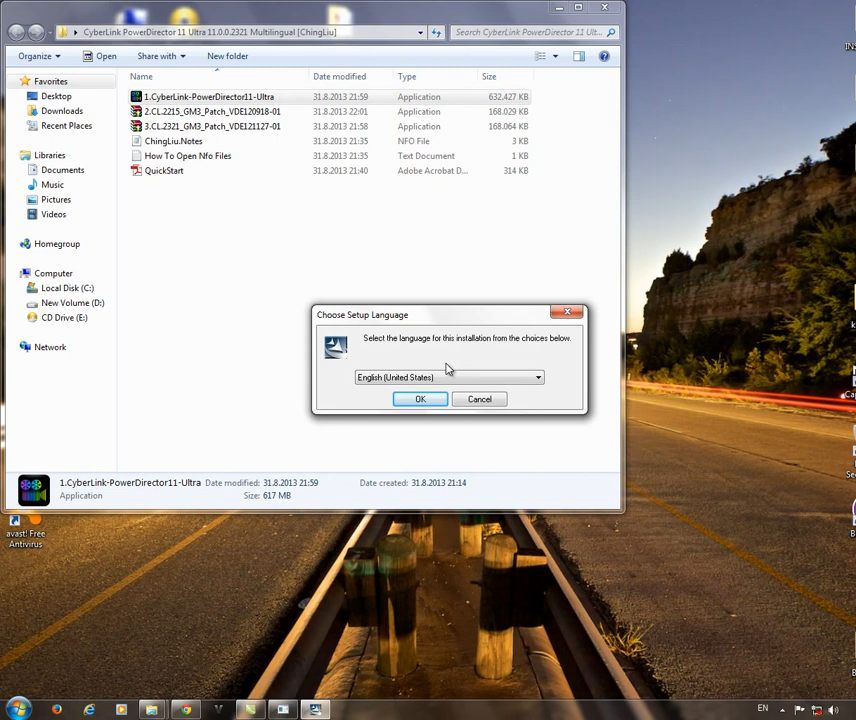 CyberLink PowerDirector 11 Ultra 11.0.0.2321 Multilingual [ChingLiu]
Search CyberLink PowerDirector 11 Ult...
Organize
Open
Share with
New folder
Name
Date modified
Type
Size
Favorites
Desktop
Downloads
Recent Places
Libraries
Documents
Music
Pictures
Videos
Homegroup
Computer
Local Disk (C:)
New Volume (D:)
CD Drive (E:)
Network
1.CyberLink-PowerDirector11-Ultra 31.8.2013 21:59 Application 632.427 KB
2.CL.2215_GM3_Patch_VDE120918-01 31.8.2013 22:01 Application 168.029 KB
3.CL.2321_GM3_Patch_VDE121127-01 31.8.2013 21:58 Application 168.064 KB
ChingLiu.Notes 31.8.2013 21:35 NFO File 3 KB
How To Open Nfo Files 31.8.2013 21:35 Text Document 1 KB
QuickStart 31.8.2013 21:40 Adobe Acrobat D... 314 KB
Choose Setup Language
Select the language for this installation from the choices below.
English (United States)
OK
Cancel
1.CyberLink-PowerDirector11-Ultra Date modified: 31.8.2013 21:59 Date created: 31.8.2013 21:14
Application Size: 617 MB
avast! Free
Antivirus
EN